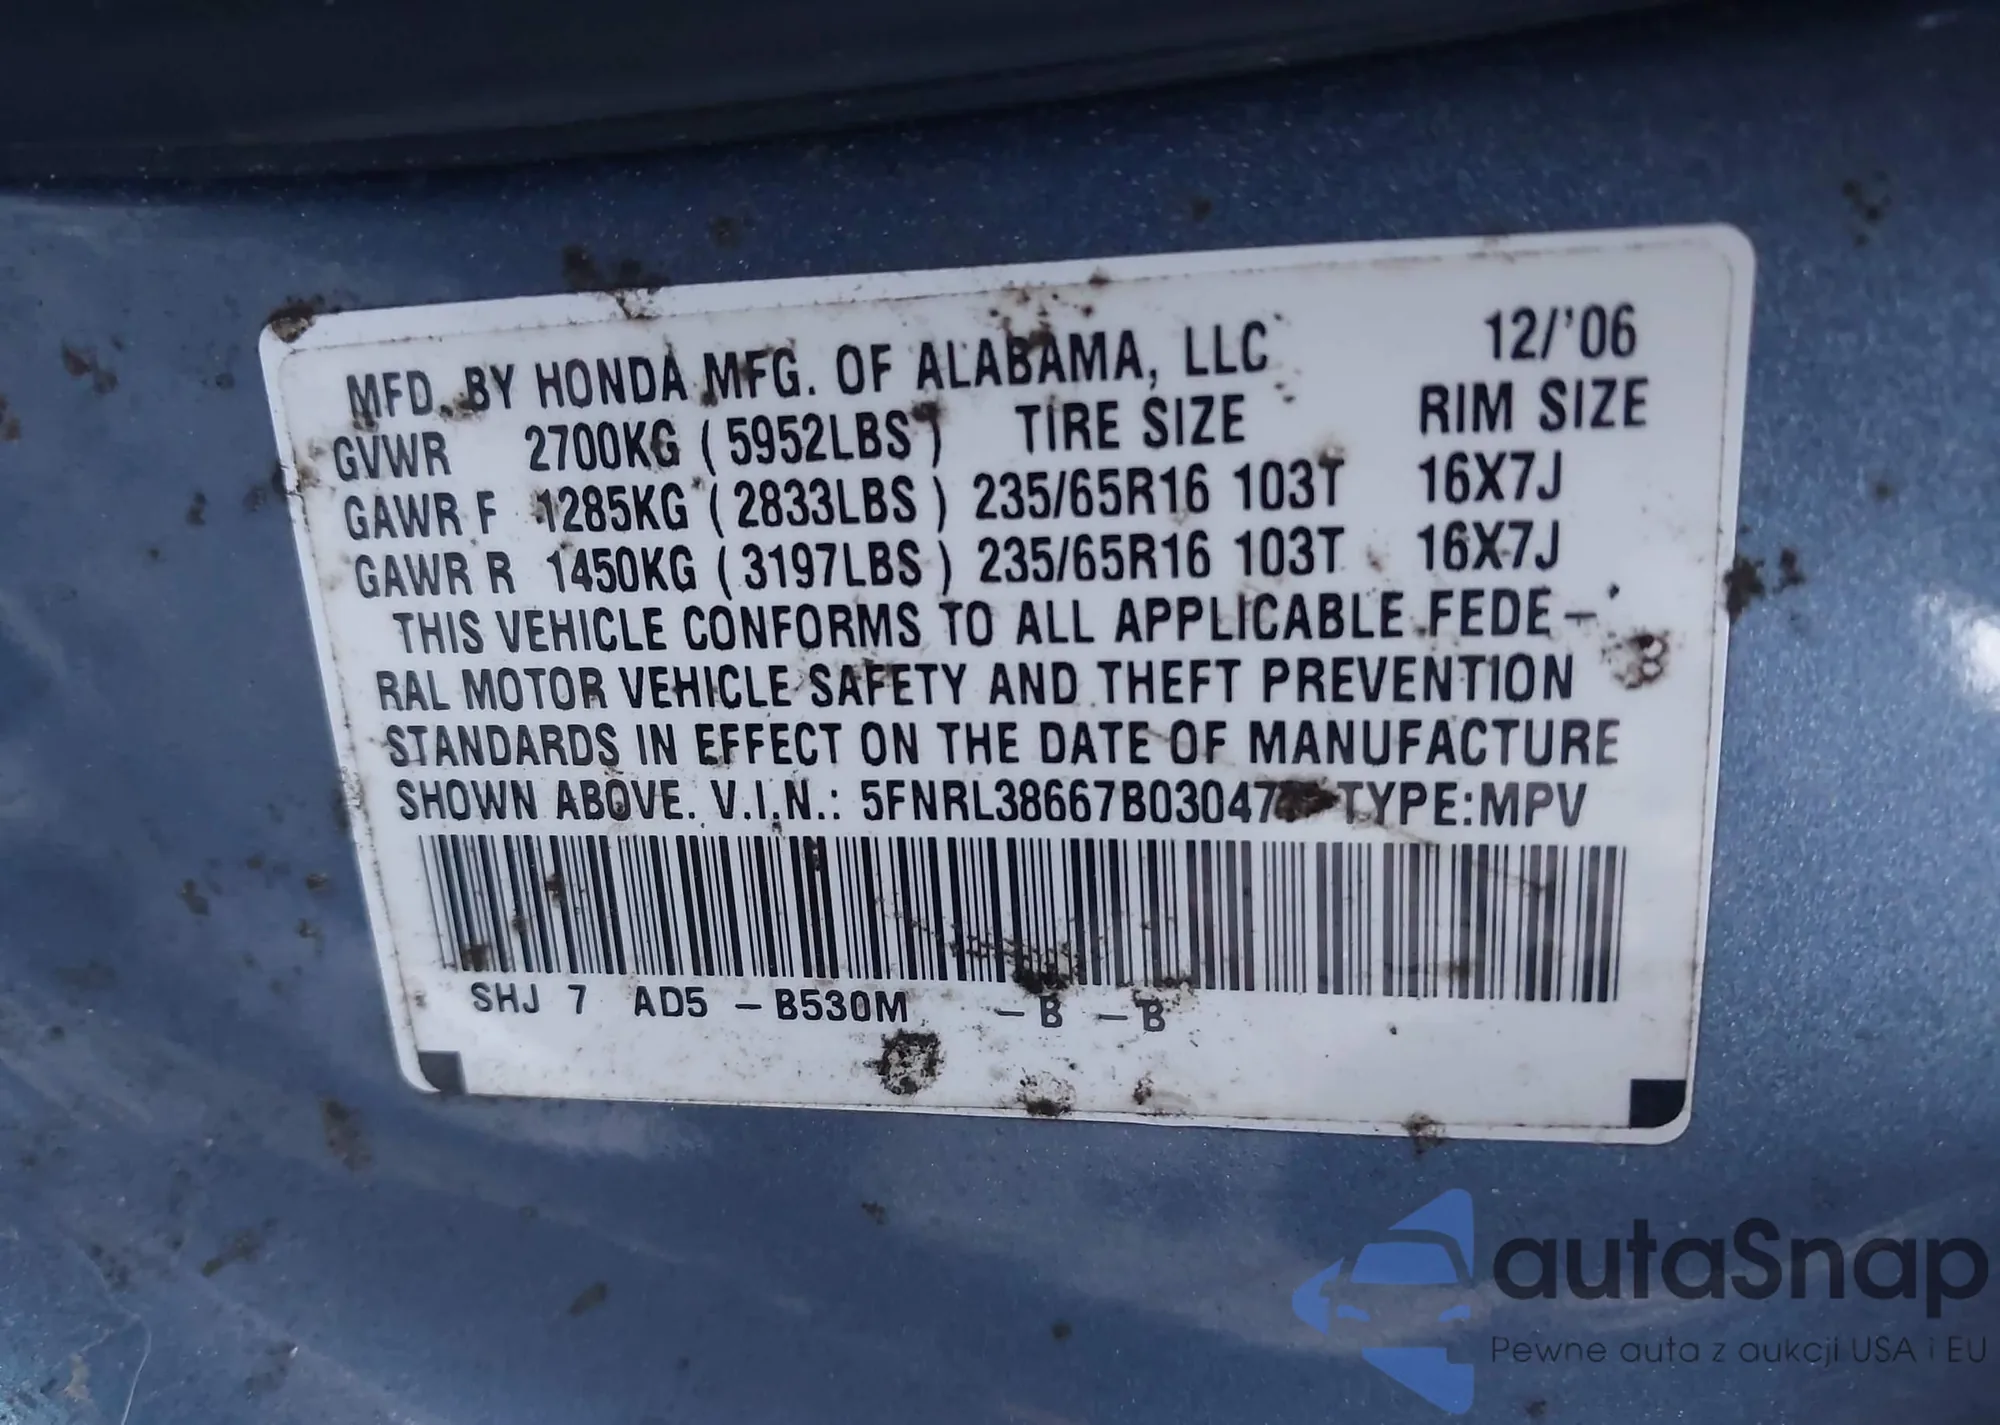 MFD. BY HONDA MFG. OF ALABAMA, LLC 12/'06
GVWR 2700KG (5952LBS) TIRE SIZE RIM SIZE
GAWR F 1285KG (2833LBS) 235/65R16 103T 16X7J
GAWR R 1450KG (3197LBS) 235/65R16 103T 16X7J
THIS VEHICLE CONFORMS TO ALL APPLICABLE FEDE-
RAL MOTOR VEHICLE SAFETY AND THEFT PREVENTION
STANDARDS IN EFFECT ON THE DATE OF MANUFACTURE
SHOWN ABOVE. V.I.N.: TYPE:MPV
SHJ 7 AD5 -B530M -B -B
autaSnap
Pewne auta z aukcji USA i EU